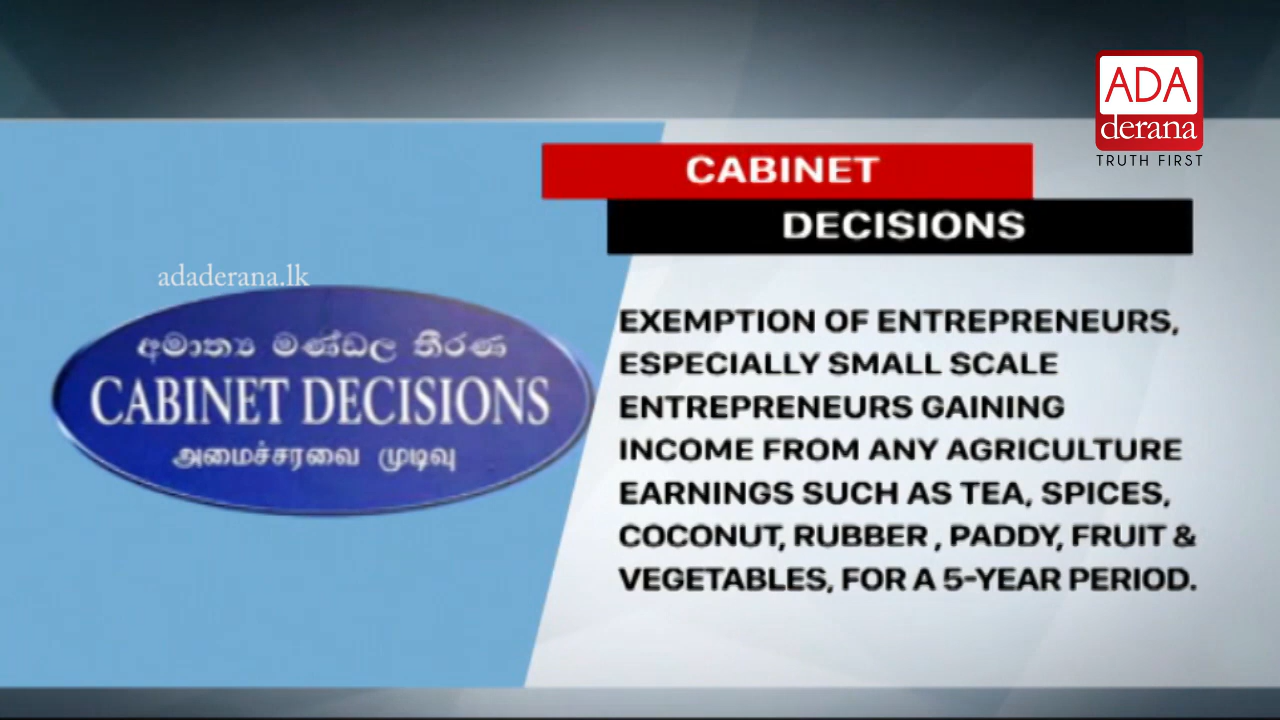 ADA
derana
TRUTH FIRST
CABINET
DECISIONS
adaderana.lk
අමාත්‍ය මණ්ඩල තීරණ
CABINET DECISIONS
அமைச்சரவை முடிவு
EXEMPTION OF ENTREPRENEURS,
ESPECIALLY SMALL SCALE
ENTREPRENEURS GAINING
INCOME FROM ANY AGRICULTURE
EARNINGS SUCH AS TEA, SPICES,
COCONUT, RUBBER , PADDY, FRUIT &
VEGETABLES, FOR A 5-YEAR PERIOD.